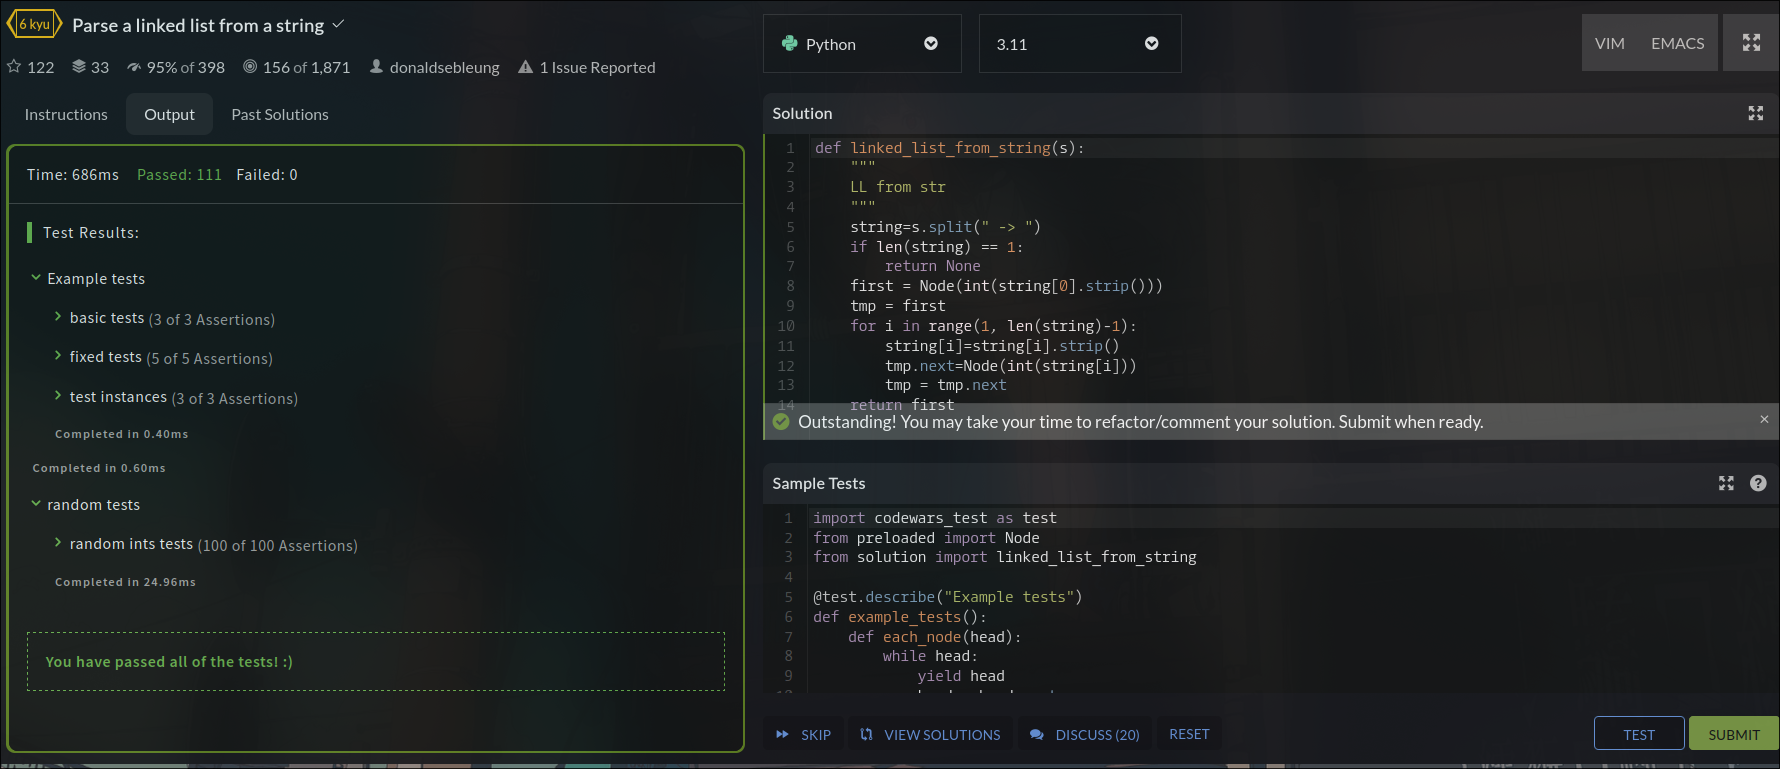 6 kyu Parse a linked list from a string
122 33 95% of 398 156 of 1,871 donaldsebleung 1 Issue Reported
Instructions Output Past Solutions
Time: 686ms Passed: 111 Failed: 0
Test Results:
Example tests
basic tests (3 of 3 Assertions)
fixed tests (5 of 5 Assertions)
test instances (3 of 3 Assertions)
Completed in 0.40ms
Completed in 0.60ms
random tests
random ints tests (100 of 100 Assertions)
Completed in 24.96ms
You have passed all of the tests! :)
Python 3.11 VIM EMACS
Solution
1 def linked_list_from_string(s):
2 """
3 LL from str
4 """
5 string=s.split(" -> ")
6 if len(string) == 1:
7 return None
8 first = Node(int(string[0].strip()))
9 tmp = first
10 for i in range(1, len(string)-1):
11 string[i]=string[i].strip()
12 tmp.next=Node(int(string[i]))
13 tmp = tmp.next
14 return first
Outstanding! You may take your time to refactor/comment your solution. Submit when ready.
Sample Tests
1 import codewars_test as test
2 from preloaded import Node
3 from solution import linked_list_from_string
4
5 @test.describe("Example tests")
6 def example_tests():
7 def each_node(head):
8 while head:
9 yield head
SKIP VIEW SOLUTIONS DISCUSS (20) RESET TEST SUBMIT